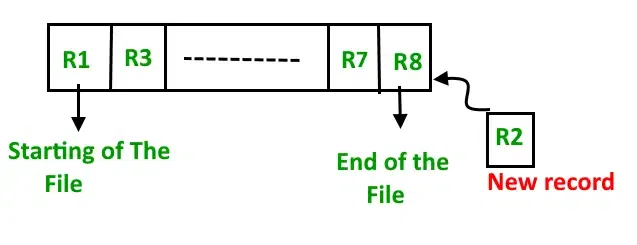 R1 R3 ---------- R7 R8
R2
New record
Starting of The
File
End of the
File